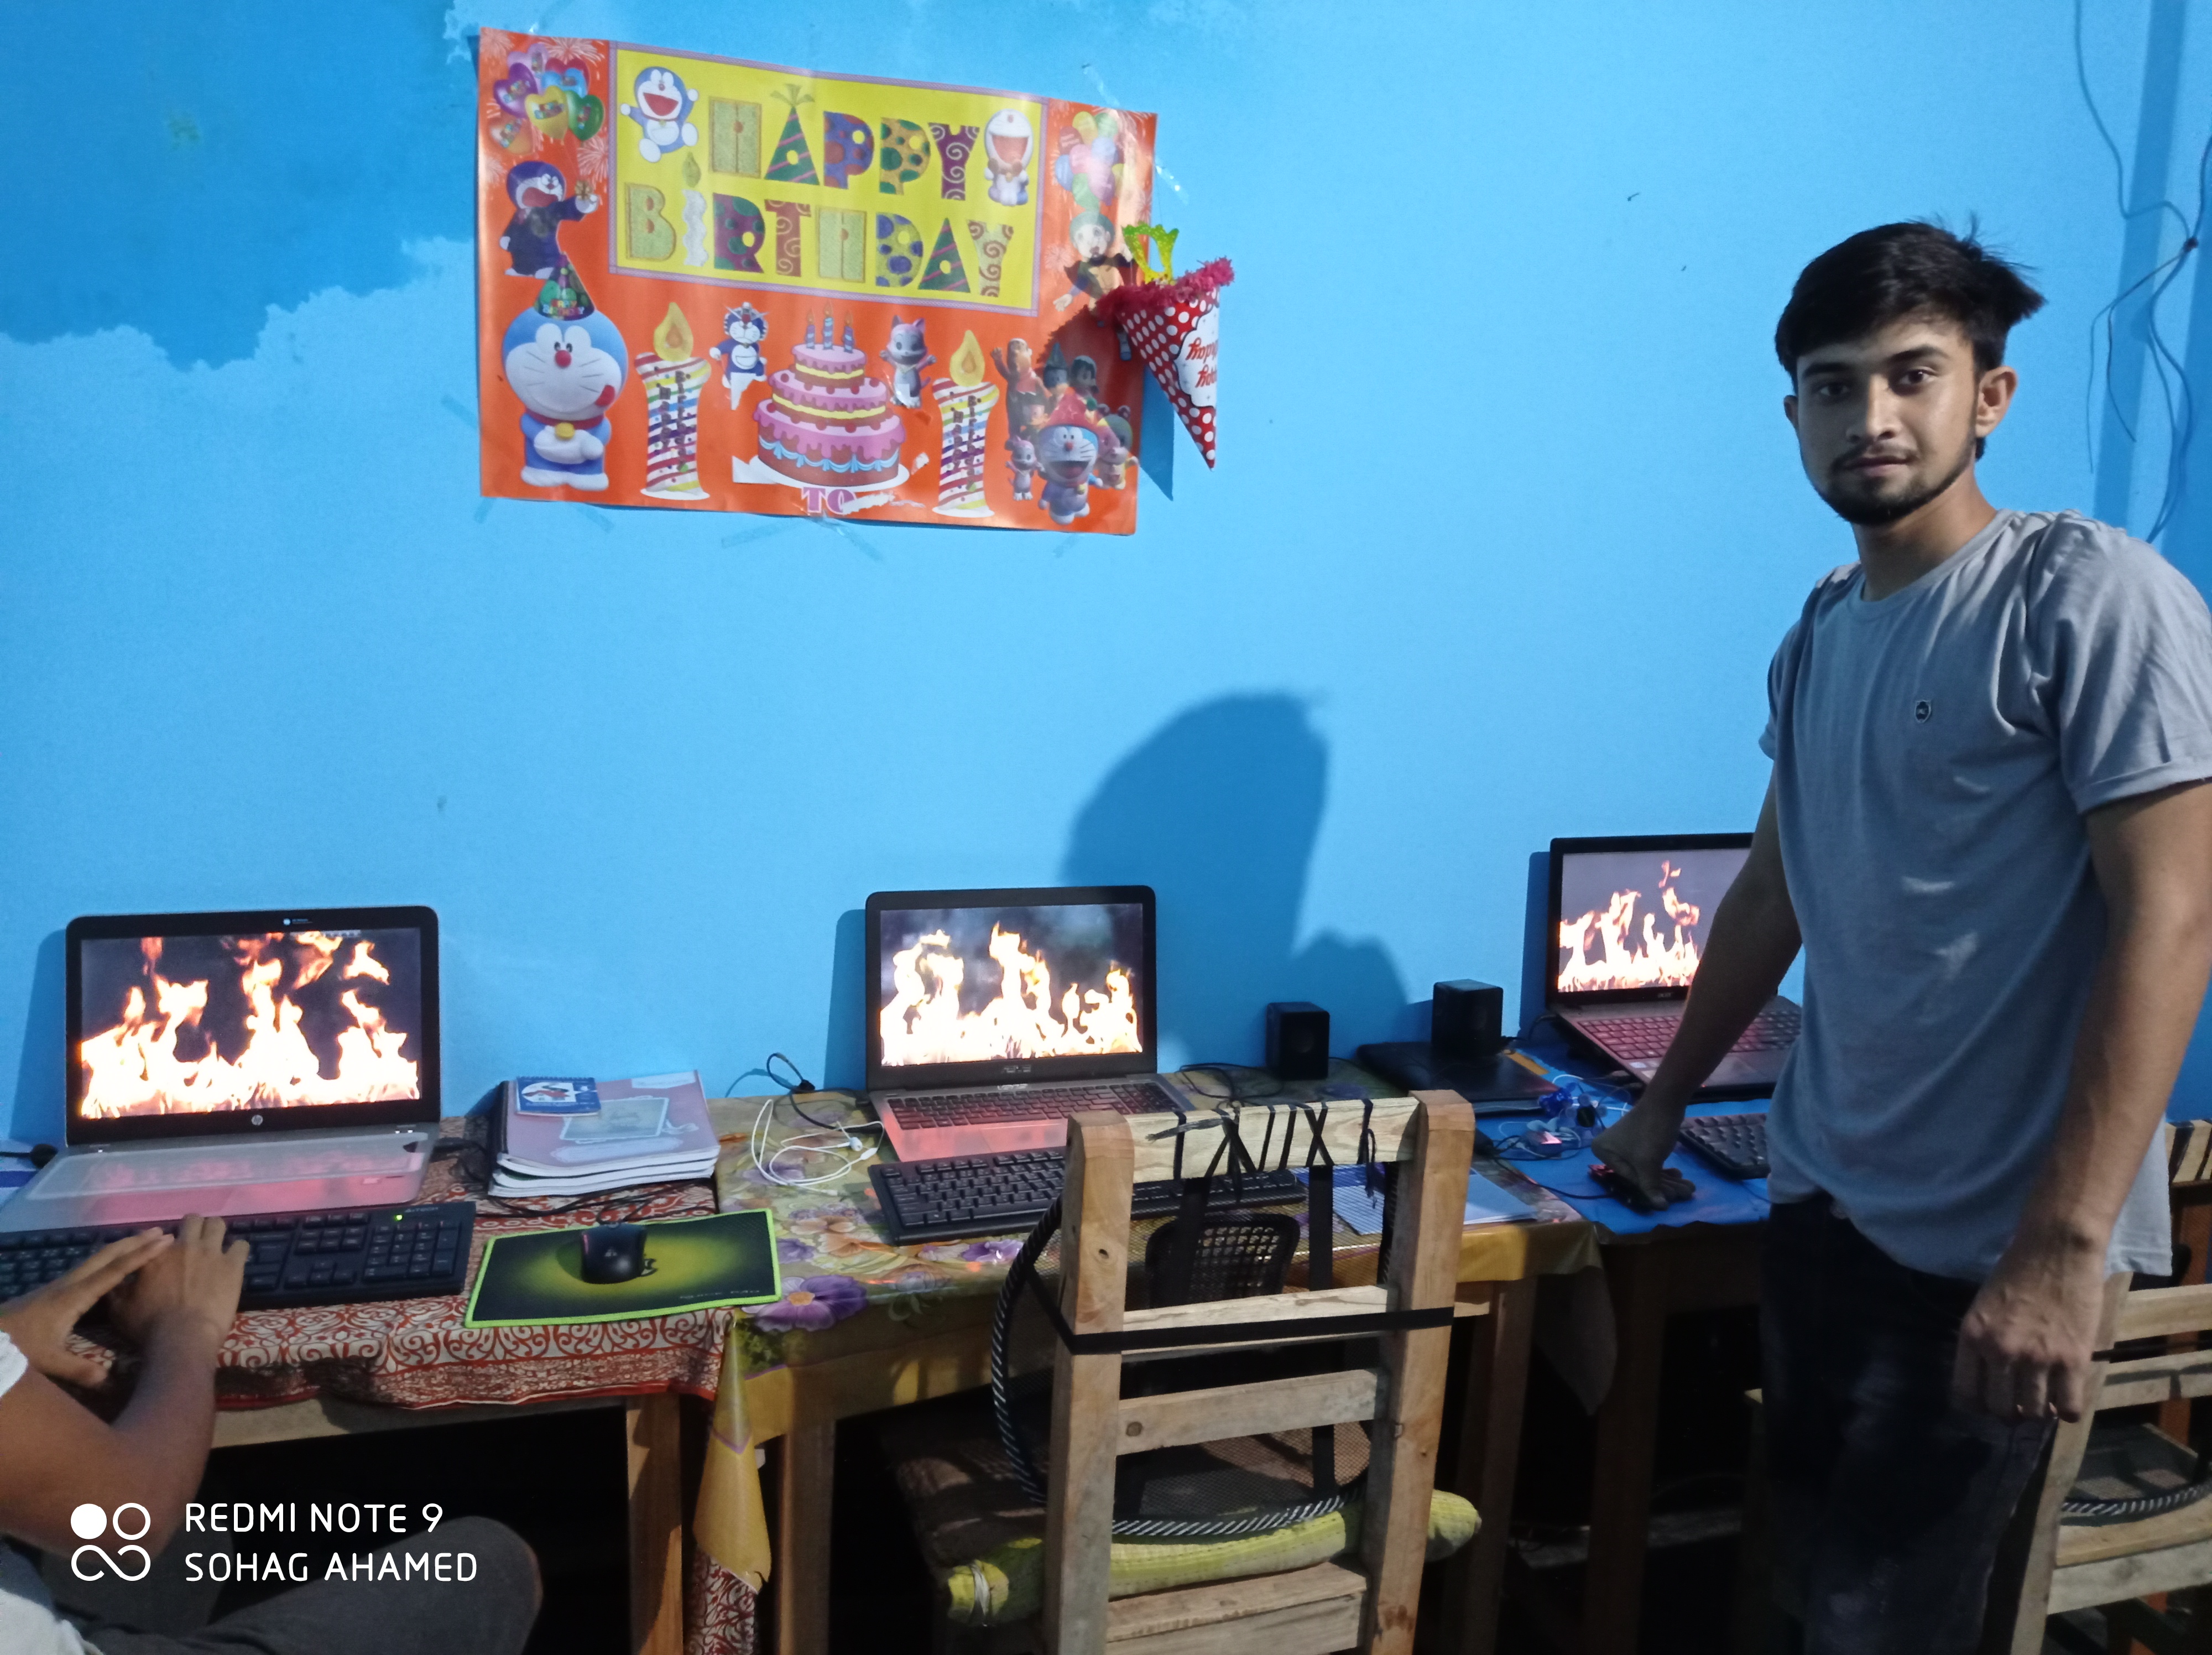 HAPPY
BIRTHDAY
TO
REDMI NOTE 9
SOHAG AHAMED